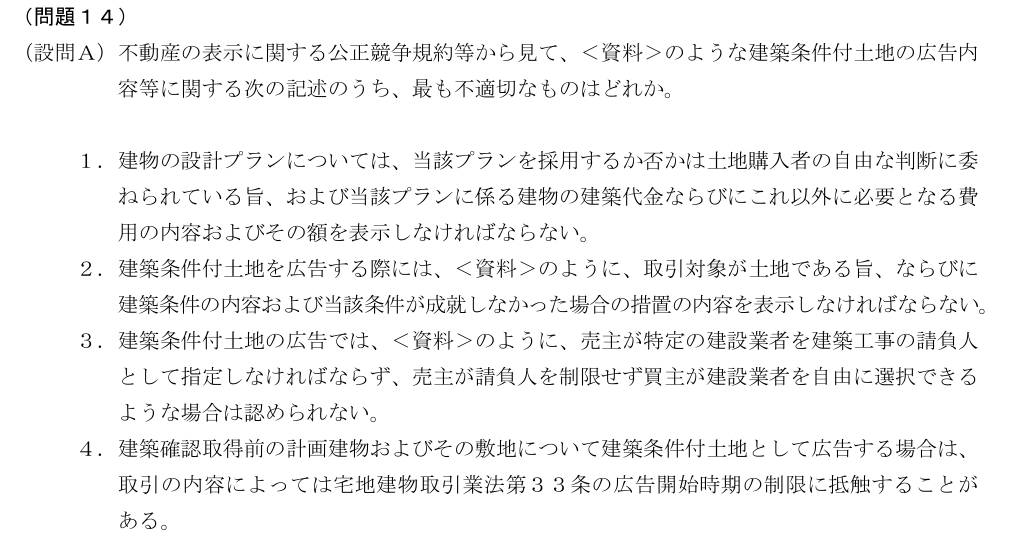 （問題１４）
（設問Ａ）不動産の表示に関する公正競争規約等から見て、＜資料＞のような建築条件付土地の広告内
容等に関する次の記述のうち、最も不適切なものはどれか。
１．建物の設計プランについては、当該プランを採用するか否かは土地購入者の自由な判断に委
ねられている旨、および当該プランに係る建物の建築代金ならびにこれ以外に必要となる費
用の内容およびその額を表示しなければならない。
２．建築条件付土地を広告する際には、＜資料＞のように、取引対象が土地である旨、ならびに
建築条件の内容および当該条件が成就しなかった場合の措置の内容を表示しなければならない。
３．建築条件付土地の広告では、＜資料＞のように、売主が特定の建設業者を建築工事の請負人
として指定しなければならず、売主が請負人を制限せず買主が建設業者を自由に選択できる
ような場合は認められない。
４．建築確認取得前の計画建物およびその敷地について建築条件付土地として広告する場合は、
取引の内容によっては宅地建物取引業法第３３条の広告開始時期の制限に抵触することが
ある。